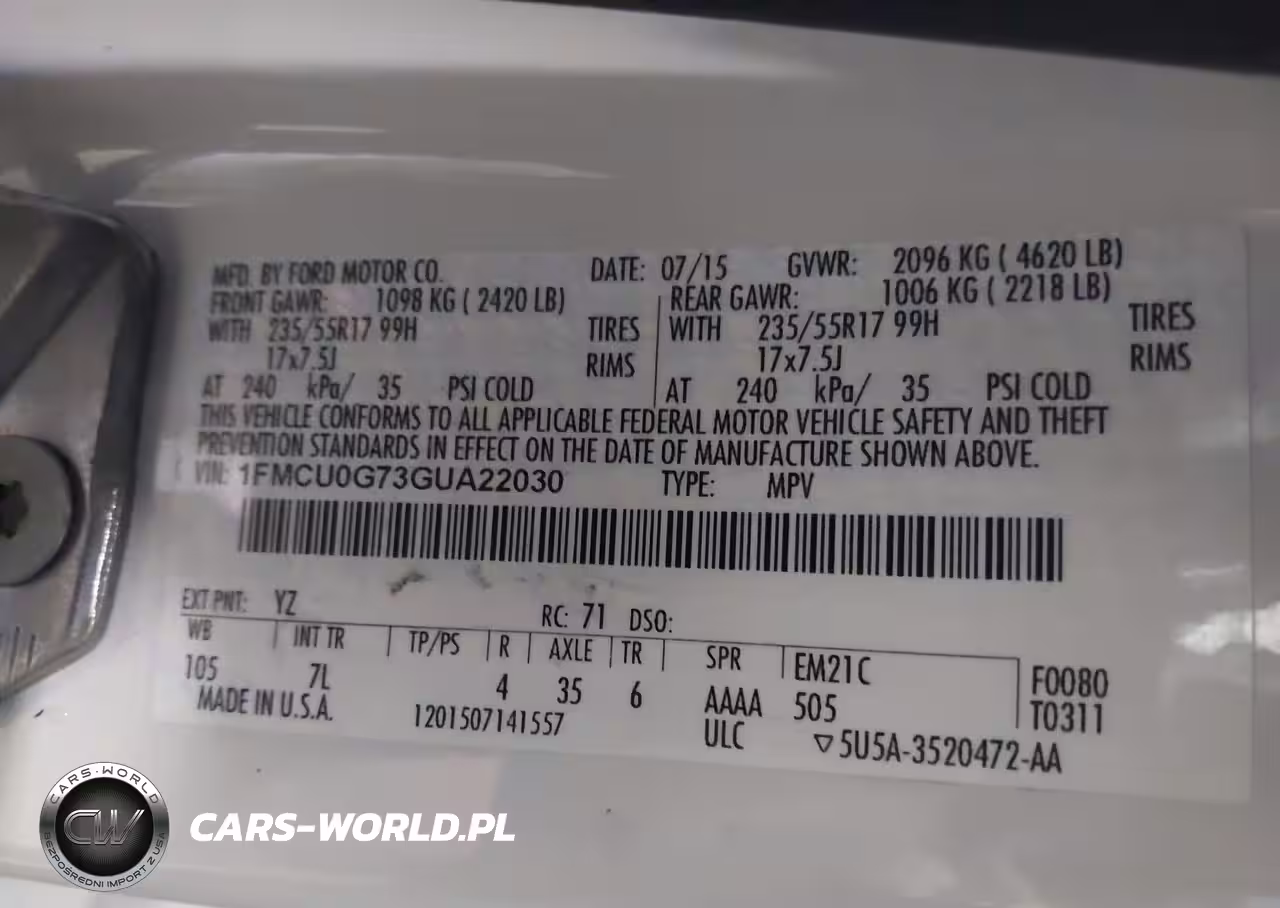 MFD. BY FORD MOTOR CO. DATE: 07/15 GVWR: 2096 KG ( 4620 LB)
FRONT GAWR: 1098 KG ( 2420 LB) REAR GAWR: 1006 KG ( 2218 LB)
WITH 235/55R17 99H TIRES WITH 235/55R17 99H TIRES
17x7.5J RIMS 17x7.5J RIMS
AT 240 kPa/ 35 PSI COLD AT 240 kPa/ 35 PSI COLD
THIS VEHICLE CONFORMS TO ALL APPLICABLE FEDERAL MOTOR VEHICLE SAFETY AND THEFT
PREVENTION STANDARDS IN EFFECT ON THE DATE OF MANUFACTURE SHOWN ABOVE.
VIN: 1FMCU0G73GUA22030 TYPE: MPV
EXT PNT: YZ RC: 71 DSO:
WB INT TR TP/PS R AXLE TR SPR EM21C F0080
105 7L 4 35 6 AAAA 505 T0311
MADE IN U.S.A. 1201507141557 ULC ▽5U5A-3520472-AA
CARS-WORLD
CW
BEZPOŚREDNI IMPORT Z USA
CARS-WORLD.PL